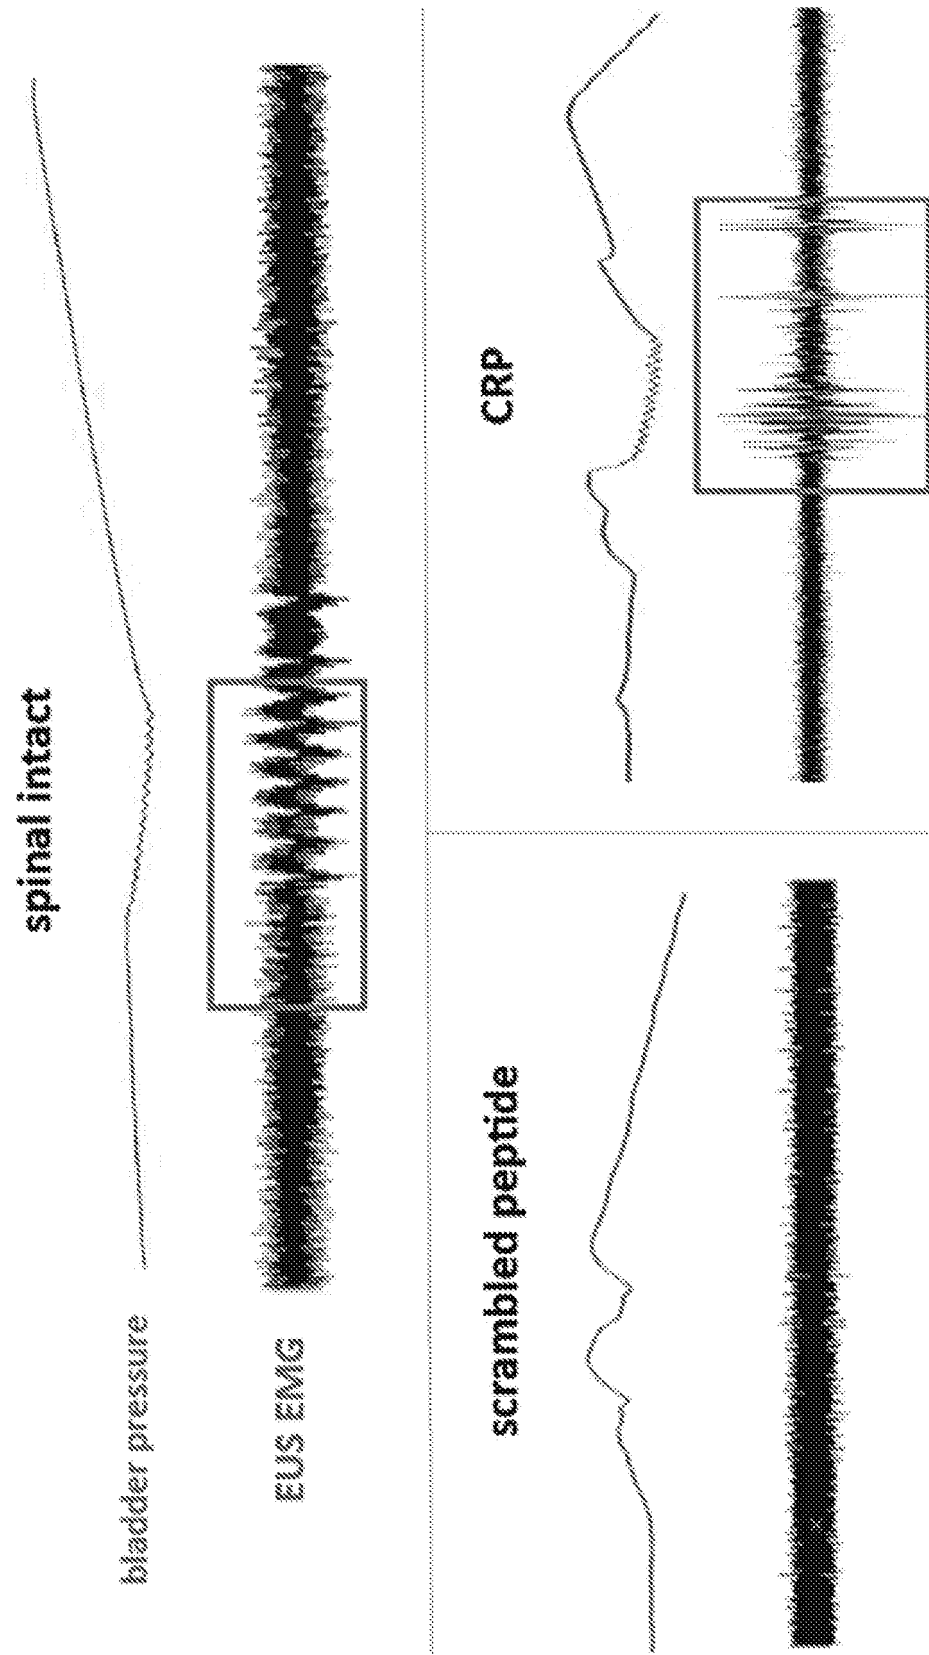 spinal intact
bladder pressure
EUS EMG
scrambled peptide
CRP